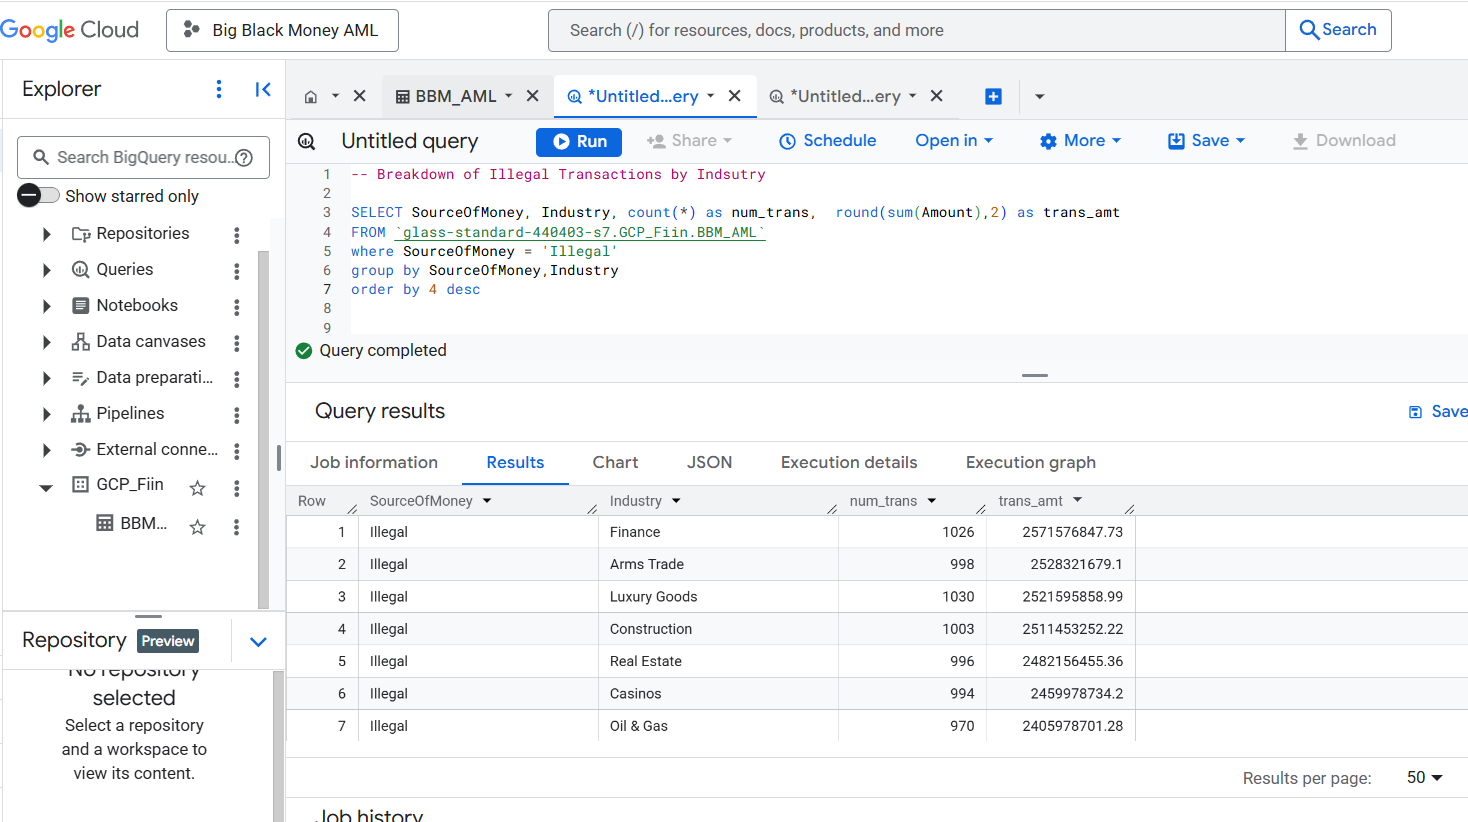 Google Cloud
Big Black Money AML
Search (/) for resources, docs, products, and more
Search
Explorer
Search BigQuery resou...
Show starred only
Repositories
Queries
Notebooks
Data canvases
Data preparati...
Pipelines
External conne...
GCP_Fiin
BBM...
Repository Preview
No repository
selected
Select a repository
and a workspace to
view its content.
BBM_AML
*Untitled...ery
*Untitled...ery
Untitled query
Run
Share
Schedule
Open in
More
Save
Download
1 -- Breakdown of Illegal Transactions by Indsutry
2
3 SELECT SourceOfMoney, Industry, count(*) as num_trans,  round(sum(Amount),2) as trans_amt
4 FROM `glass-standard-440403-s7.GCP_Fiin.BBM_AML`
5 where SourceOfMoney = 'Illegal'
6 group by SourceOfMoney,Industry
7 order by 4 desc
8
9
Query completed
Query results
Save
Job information Results Chart JSON Execution details Execution graph
Row SourceOfMoney Industry num_trans trans_amt
1 Illegal Finance 1026 2571576847.73
2 Illegal Arms Trade 998 2528321679.1
3 Illegal Luxury Goods 1030 2521595858.99
4 Illegal Construction 1003 2511453252.22
5 Illegal Real Estate 996 2482156455.36
6 Illegal Casinos 994 2459978734.2
7 Illegal Oil & Gas 970 2405978701.28
Results per page: 50
Job history